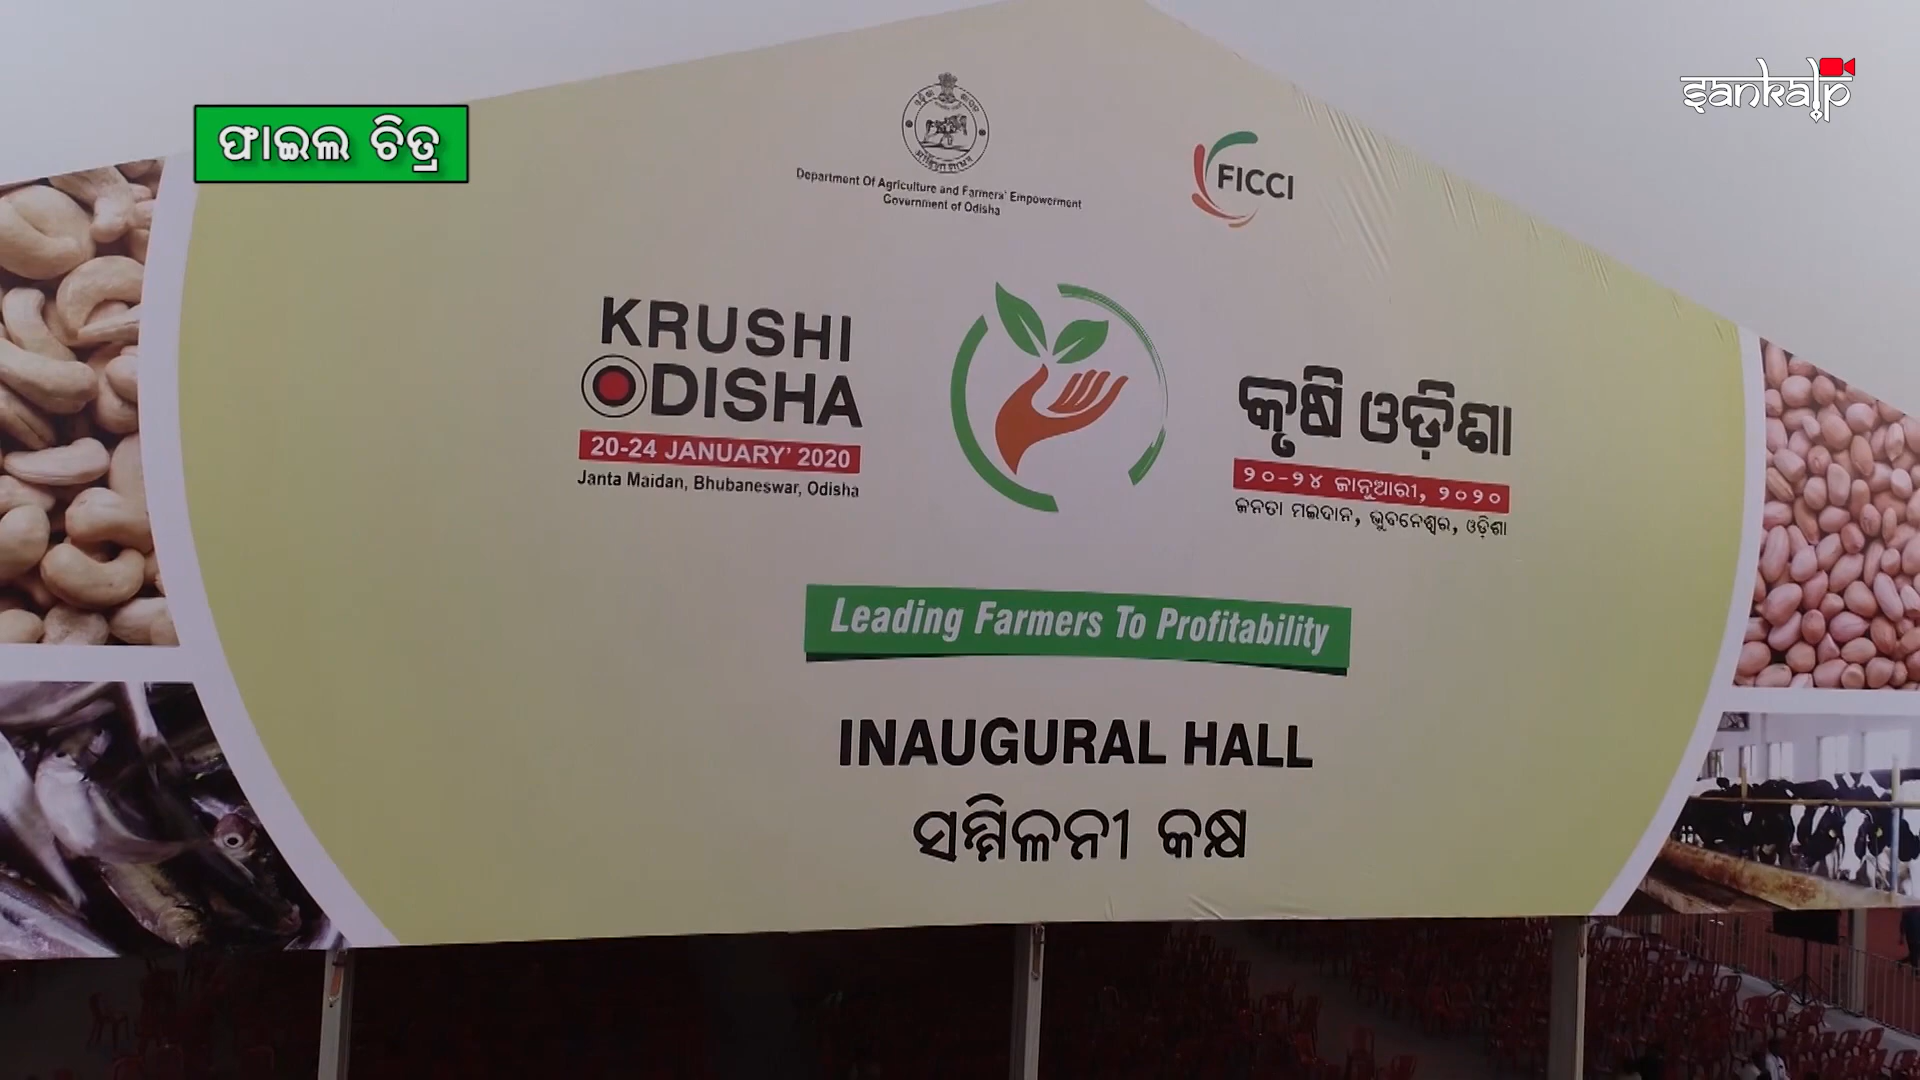 sankalp
ଫାଇଲ ଚିତ୍ର
Department Of Agriculture and Farmers' Empowerment
Government of Odisha
FICCI
KRUSHI
ODISHA
20-24 JANUARY' 2020
Janta Maidan, Bhubaneswar, Odisha
କୃଷି ଓଡ଼ିଶା
୨୦-୨୪ ଜାନୁଆରୀ, ୨୦୨୦
ଜନତା ମଇଦାନ, ଭୁବନେଶ୍ୱର, ଓଡ଼ିଶା
Leading Farmers To Profitability
INAUGURAL HALL
ସମ୍ମିଳନୀ କକ୍ଷ